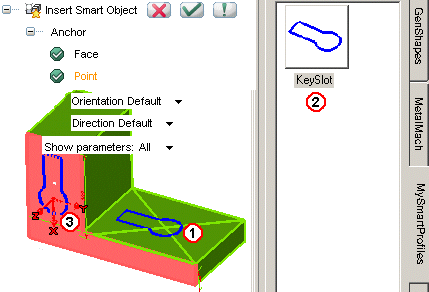 Insert Smart Object
Anchor
Face
Point
Orientation Default
Direction Default
Show parameters: All
Z
Y
X
3
1
KeySlot
2
GenShapes
MetalMach
MySmartProfiles